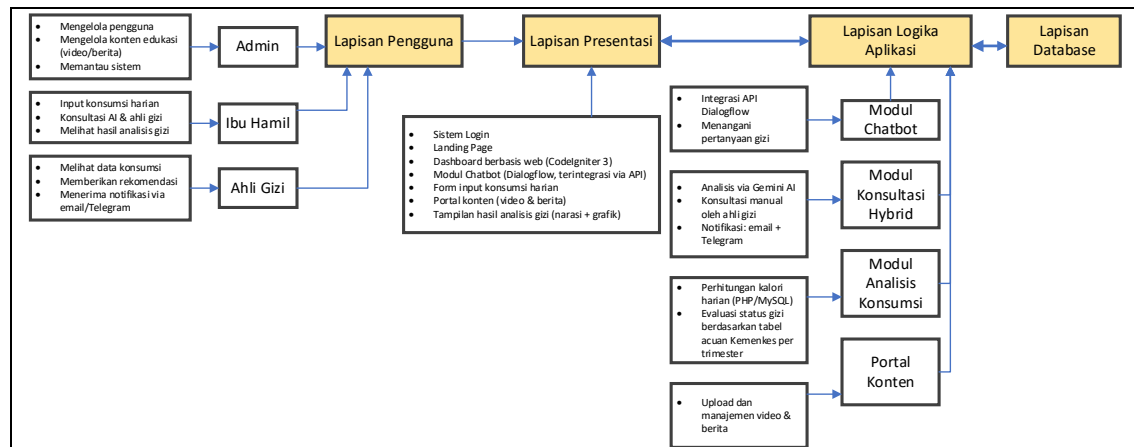 • Mengelola pengguna
• Mengelola konten edukasi
(video/berita)
• Memantau sistem
Admin
Lapisan Pengguna
Lapisan Presentasi
Lapisan Logika
Aplikasi
Lapisan
Database
• Input konsumsi harian
• Konsultasi AI & ahli gizi
• Melihat hasil analisis gizi
Ibu Hamil
• Melihat data konsumsi
• Memberikan rekomendasi
• Menerima notifikasi via
email/Telegram
Ahli Gizi
• Sistem Login
• Landing Page
• Dashboard berbasis web (CodeIgniter 3)
• Modul Chatbot (Dialogflow, terintegrasi via API)
• Form input konsumsi harian
• Portal konten (video & berita)
• Tampilan hasil analisis gizi (narasi + grafik)
• Integrasi API
Dialogflow
• Menangani
pertanyaan gizi
Modul
Chatbot
• Analisis via Gemini AI
• Konsultasi manual
oleh ahli gizi
• Notifikasi: email +
Telegram
Modul
Konsultasi
Hybrid
• Perhitungan kalori
harian (PHP/MySQL)
• Evaluasi status gizi
berdasarkan tabel
acuan Kemenkes per
trimester
Modul
Analisis
Konsumsi
• Upload dan
manajemen video &
berita
Portal
Konten